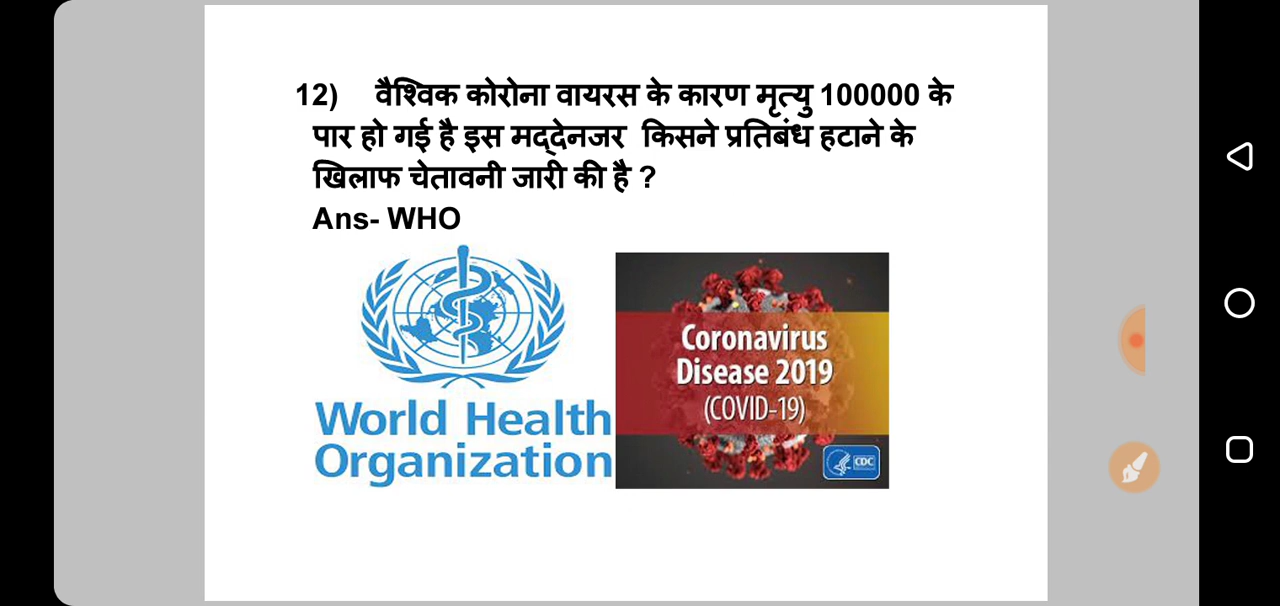 12) वैश्विक कोरोना वायरस के कारण मृत्यु 100000 के
पार हो गई है इस मद्देनजर किसने प्रतिबंध हटाने के
खिलाफ चेतावनी जारी की है ?
Ans- WHO
World Health
Organization
Coronavirus
Disease 2019
(COVID-19)
CDC